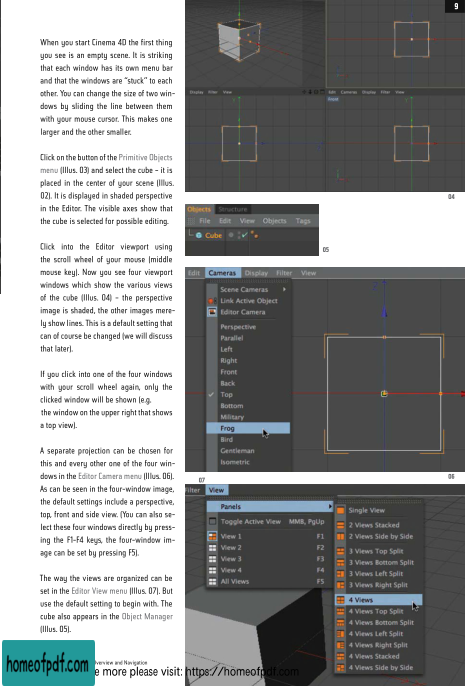 9
When you start Cinema 4D the first thing
you see is an empty scene. It is striking
that each window has its own menu bar
and that the windows are "stuck" to each
other. You can change the size of two win-
dows by sliding the line between them
with your mouse cursor. This makes one
larger and the other smaller.
Click on the button of the Primitive Objects
menu (Illus. 03) and select the cube – it is
placed in the center of your scene (Illus.
02). It is displayed in shaded perspective
in the Editor. The visible axes show that
the cube is selected for possible editing.
Click into the Editor viewport using
the scroll wheel of your mouse (middle
mouse key). Now you see four viewport
windows which show the various views
of the cube (Illus. 04) – the perspective
image is shaded, the other images mere-
ly show lines. This is a default setting that
can of course be changed (we will discuss
that later).
If you click into one of the four windows
with your scroll wheel again, only the
clicked window will be shown (e.g.
the window on the upper right that shows
a top view).
A separate projection can be chosen for
this and every other one of the four win-
dows in the Editor Camera menu (Illus. 06).
As can be seen in the four-window image,
the default settings include a perspective,
top, front and side view. (You can also se-
lect these four windows directly by press-
ing the F1-F4 keys, the four-window im-
age can be set by pressing F5).
The way the views are organized can be
set in the Editor View menu (Illus. 07). But
use the default setting to begin with. The
cube also appears in the Object Manager
(Illus. 05).
Display Filter View
Edit Cameras Display Filter View
04
Objects Structure
File Edit View Objects Tags
Cube
05
Edit Cameras Display Filter View
Scene Cameras
Link Active Object
Editor Camera
Perspective
Parallel
Left
Right
Front
Back
Top
Bottom
Military
Frog
Bird
Gentleman
Isometric
07
06
Filter View
Panels
Toggle Active View MMB, PgUp
View 1 F1
View 2 F2
View 3 F3
View 4 F4
All Views F5
Single View
2 Views Stacked
2 Views Side by Side
3 Views Top Split
3 Views Bottom Split
3 Views Left Split
3 Views Right Split
4 Views
4 Views Top Split
4 Views Bottom Split
4 Views Left Split
4 Views Right Split
4 Views Stacked
4 Views Side by Side
homeofpdf.com
Overview and Navigation
e more please visit: https://homeofpdf.com